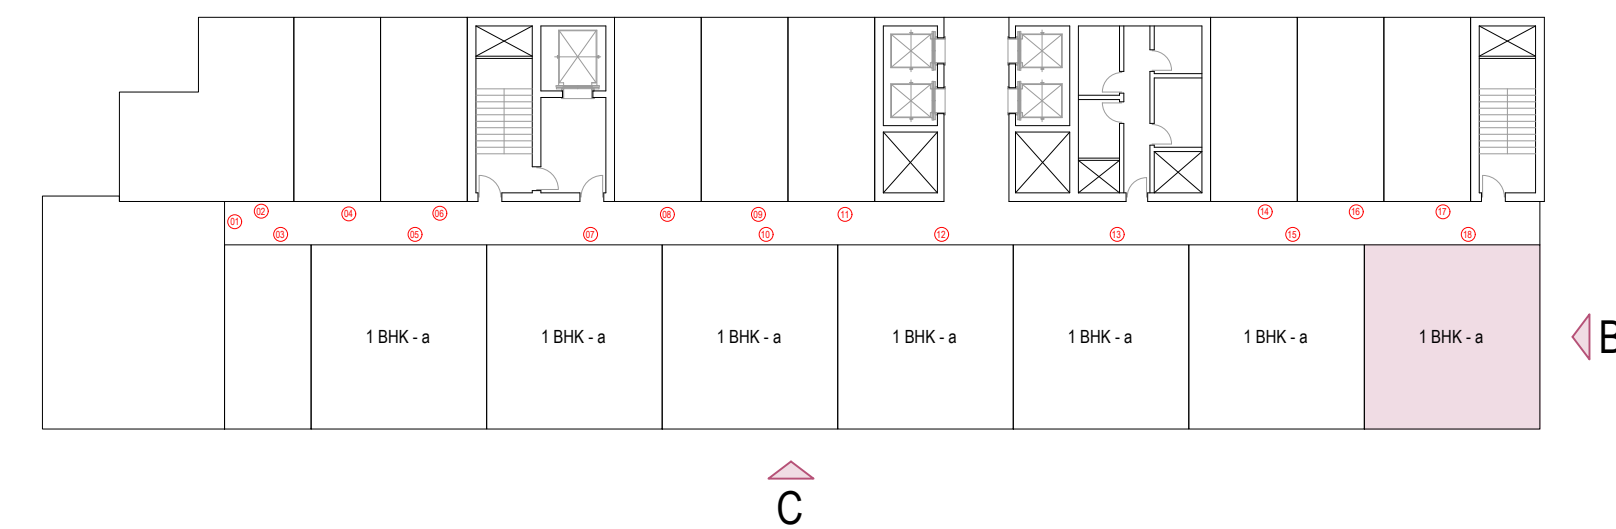 02 04 06 08 09 11 14 16 17
01 03 05 07 10 12 13 15 18
1 BHK - a 1 BHK - a 1 BHK - a 1 BHK - a 1 BHK - a 1 BHK - a 1 BHK - a
B
C